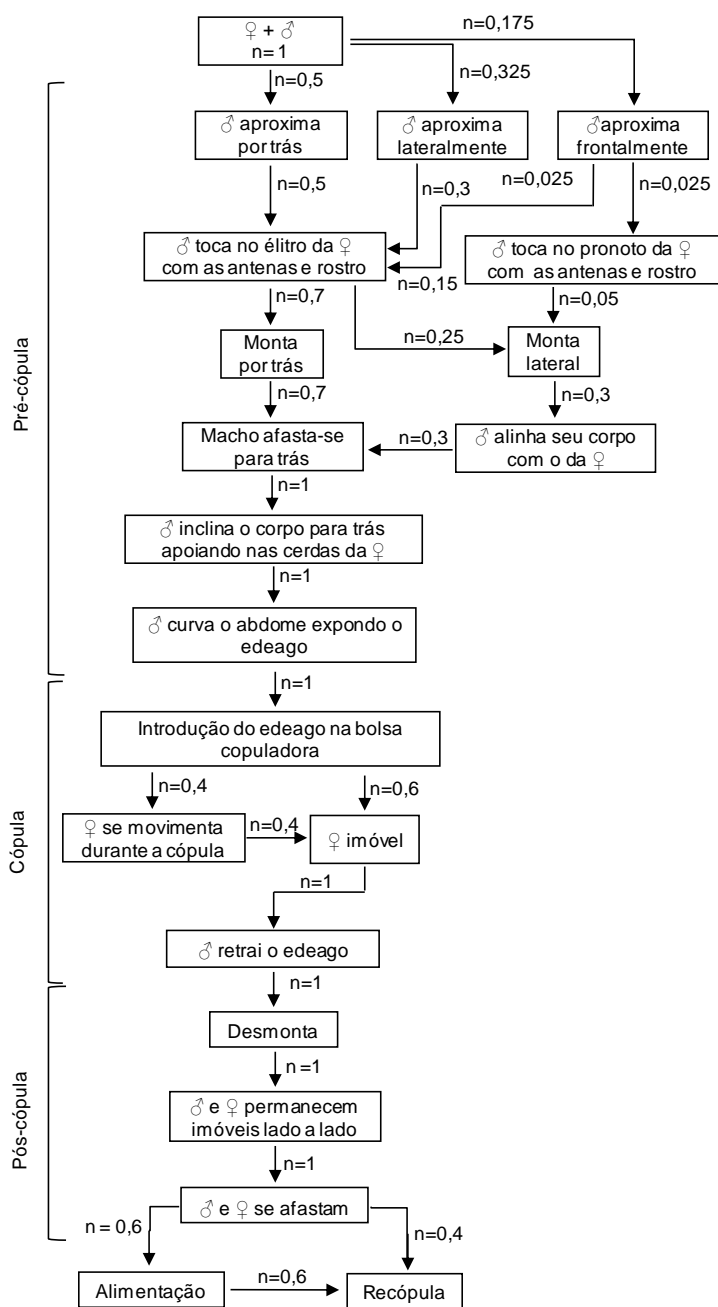 ♀ + ♂
n= 1
n=0,175
n=0,5
n=0,325
♂ aproxima
por trás
♂ aproxima
lateralmente
♂aproxima
frontalmente
n=0,5
n=0,3
n=0,025
n=0,025
♂ toca no élitro da ♀
com as antenas e rostro
♂ toca no pronoto da ♀
com as antenas e rostro
n=0,15
n=0,7
n=0,05
n=0,25
Monta
por trás
Monta
lateral
n=0,7
n=0,3
Macho afasta-se
para trás
n=0,3
♂ alinha seu corpo
com o da ♀
n=1
♂ inclina o corpo para trás
apoiando nas cerdas da ♀
n=1
♂ curva o abdome expondo o
edeago
Pré-cópula
n=1
Introdução do edeago na bolsa
copuladora
n=0,4
n=0,6
♀ se movimenta
durante a cópula
n=0,4
♀ imóvel
n=1
♂ retrai o edeago
Cópula
n=1
Desmonta
n=1
♂ e ♀ permanecem
imóveis lado a lado
n=1
♂ e ♀ se afastam
Pós-cópula
n = 0,6
n=0,4
Alimentação
n=0,6
Recópula